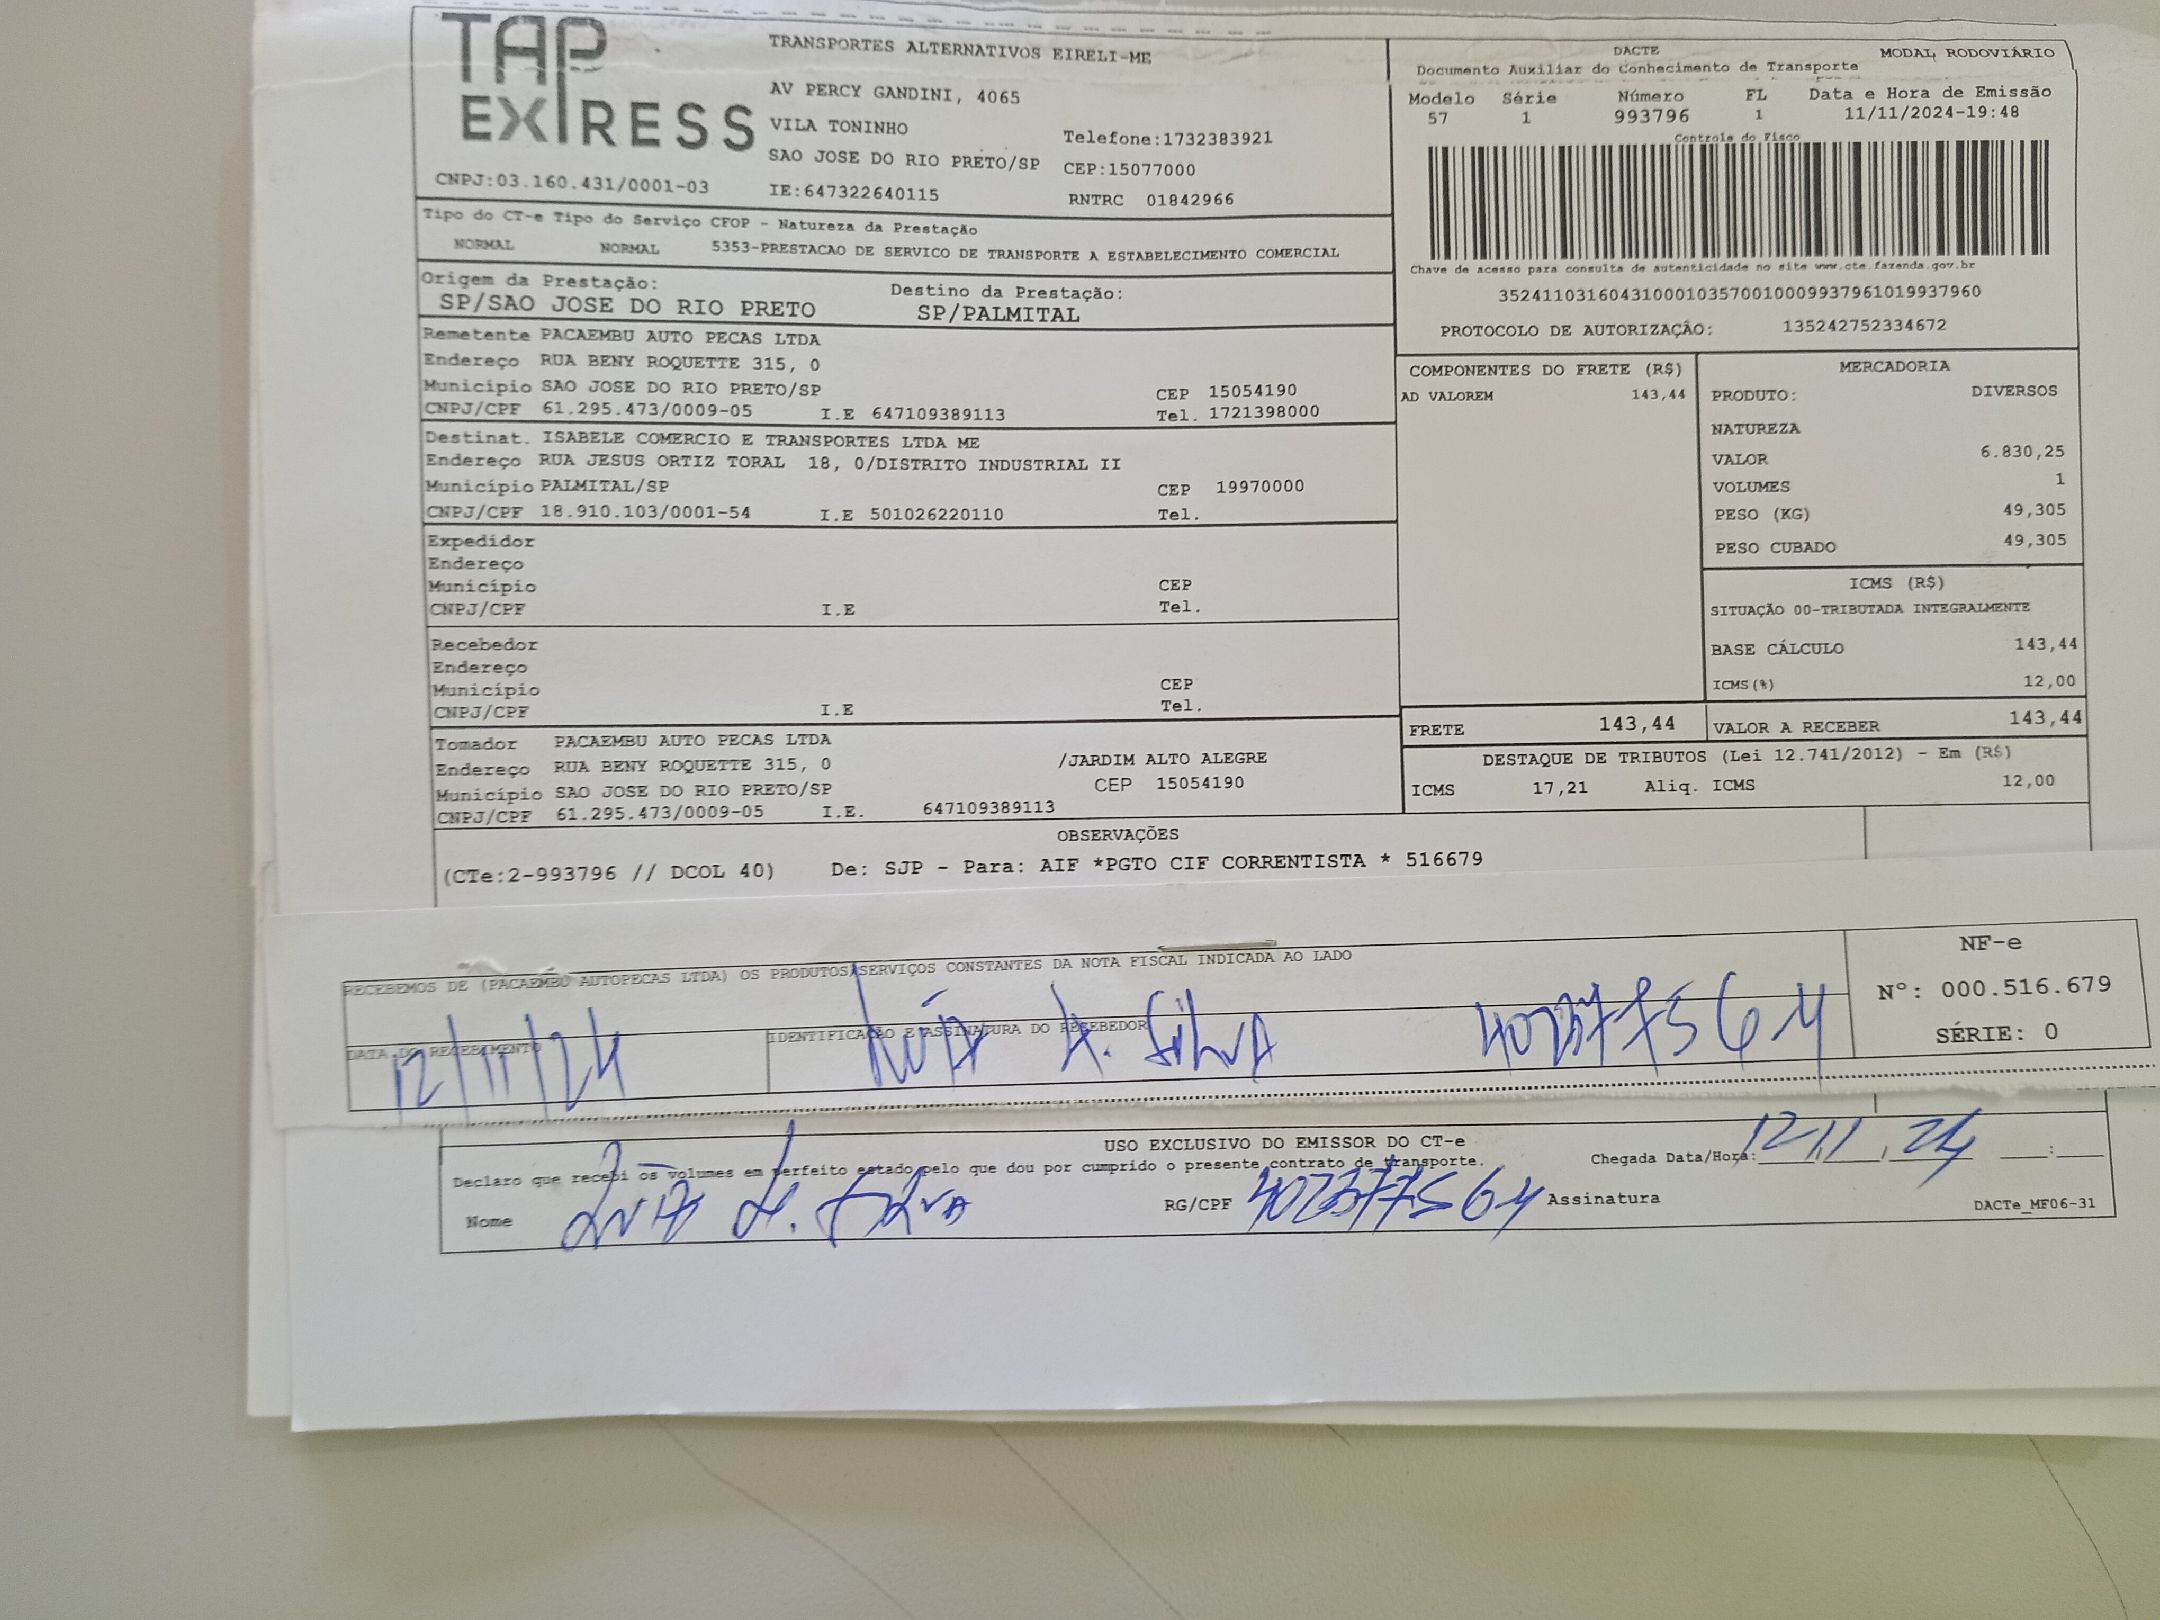 TAP
EXPRESS
TRANSPORTES ALTERNATIVOS EIRELI-ME
AV PERCY GANDINI, 4065
VILA TONINHO
Telefone:1732383921
SAO JOSE DO RIO PRETO/SP CEP:15077000
CNPJ:03.160.431/0001-03 IE:647322640115 RNTRC 01842966
DACTE MODAL RODOVIÁRIO
Documento Auxiliar do Conhecimento de Transporte
Modelo Série Número FL Data e Hora de Emissão
57 1 993796 1 11/11/2024-19:48
Controle do Fisco
Chave de acesso para consulta de autenticidade no site www.cte.fazenda.gov.br
35241103160431000103570010009937961019937960
PROTOCOLO DE AUTORIZAÇÃO: 135242752334672
Tipo do CT-e Tipo do Serviço CFOP - Natureza da Prestação
NORMAL NORMAL 5353-PRESTACAO DE SERVICO DE TRANSPORTE A ESTABELECIMENTO COMERCIAL
Origem da Prestação: Destino da Prestação:
SP/SAO JOSE DO RIO PRETO SP/PALMITAL
Remetente PACAEMBU AUTO PECAS LTDA
Endereço RUA BENY ROQUETTE 315, 0
Município SAO JOSE DO RIO PRETO/SP CEP 15054190
CNPJ/CPF 61.295.473/0009-05 I.E 647109389113 Tel. 1721398000
Destinat. ISABELE COMERCIO E TRANSPORTES LTDA ME
Endereço RUA JESUS ORTIZ TORAL 18, 0/DISTRITO INDUSTRIAL II
Município PALMITAL/SP CEP 19970000
CNPJ/CPF 18.910.103/0001-54 I.E 501026220110 Tel.
Expedidor
Endereço
Município CEP
CNPJ/CPF I.E Tel.
Recebedor
Endereço
Município CEP
CNPJ/CPF I.E Tel.
Tomador PACAEMBU AUTO PECAS LTDA
Endereço RUA BENY ROQUETTE 315, 0 /JARDIM ALTO ALEGRE
Município SAO JOSE DO RIO PRETO/SP CEP 15054190
CNPJ/CPF 61.295.473/0009-05 I.E. 647109389113
COMPONENTES DO FRETE (R$)
AD VALOREM 143,44
MERCADORIA
PRODUTO: DIVERSOS
NATUREZA
VALOR 6.830,25
VOLUMES 1
PESO (KG) 49,305
PESO CUBADO 49,305
ICMS (R$)
SITUAÇÃO 00-TRIBUTADA INTEGRALMENTE
BASE CÁLCULO 143,44
ICMS(%) 12,00
FRETE 143,44 VALOR A RECEBER 143,44
DESTAQUE DE TRIBUTOS (Lei 12.741/2012) - Em (R$)
ICMS 17,21 Aliq. ICMS 12,00
OBSERVAÇÕES
(CTe:2-993796 // DCOL 40) De: SJP - Para: AIF *PGTO CIF CORRENTISTA * 516679
RECEBEMOS DE (PACAEMBU AUTOPECAS LTDA) OS PRODUTOS/SERVIÇOS CONSTANTES DA NOTA FISCAL INDICADA AO LADO
DATA DO RECEBIMENTO IDENTIFICAÇÃO E ASSINATURA DO RECEBEDOR
12/11/24 A. Silva
NF-e
Nº: 000.516.679
SÉRIE: 0
USO EXCLUSIVO DO EMISSOR DO CT-e
Declaro que recebi os volumes em perfeito estado pelo que dou por cumprido o presente contrato de transporte. Chegada Data/Hora: 12 11 24 :
Nome A. Silva RG/CPF Assinatura DACTe_MF06-31